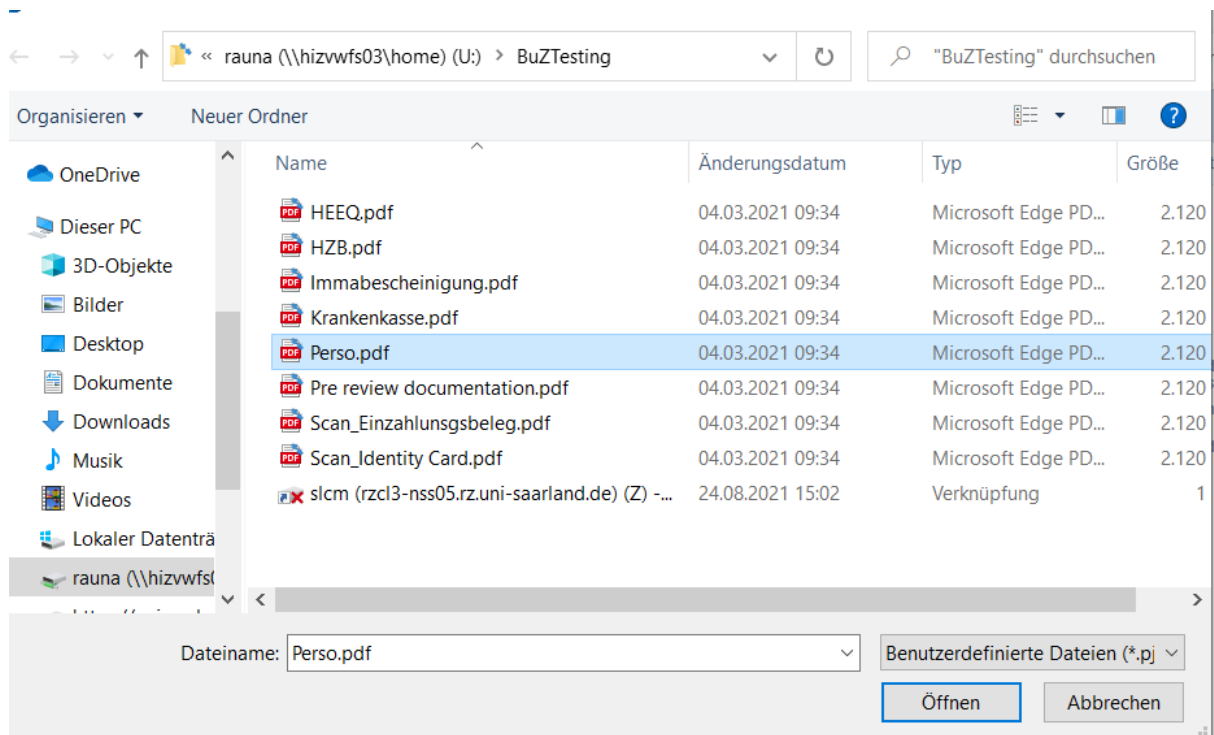 « rauna (\\hizvwfs03\home) (U:) > BuZTesting
"BuZTesting" durchsuchen
Organisieren
Neuer Ordner
OneDrive
Dieser PC
3D-Objekte
Bilder
Desktop
Dokumente
Downloads
Musik
Videos
Lokaler Datenträ
rauna (\\hizvwfs0
Name Änderungsdatum Typ Größe
HEEQ.pdf 04.03.2021 09:34 Microsoft Edge PD... 2.120
HZB.pdf 04.03.2021 09:34 Microsoft Edge PD... 2.120
Immabescheinigung.pdf 04.03.2021 09:34 Microsoft Edge PD... 2.120
Krankenkasse.pdf 04.03.2021 09:34 Microsoft Edge PD... 2.120
Perso.pdf 04.03.2021 09:34 Microsoft Edge PD... 2.120
Pre review documentation.pdf 04.03.2021 09:34 Microsoft Edge PD... 2.120
Scan_Einzahlunsgsbeleg.pdf 04.03.2021 09:34 Microsoft Edge PD... 2.120
Scan_Identity Card.pdf 04.03.2021 09:34 Microsoft Edge PD... 2.120
slcm (rzcl3-nss05.rz.uni-saarland.de) (Z) -... 24.08.2021 15:02 Verknüpfung 1
Dateiname: Perso.pdf
Benutzerdefinierte Dateien (*.pj
Öffnen
Abbrechen